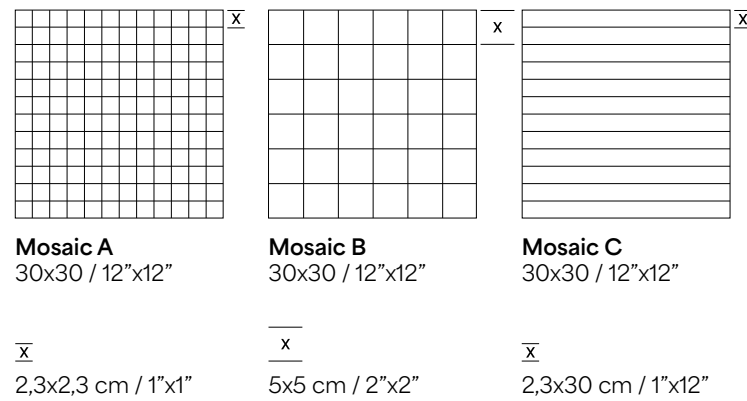 x
x
x
Mosaic A
30x30 / 12”x12”
Mosaic B
30x30 / 12”x12”
Mosaic C
30x30 / 12”x12”
x
2,3x2,3 cm / 1”x1”
x
5x5 cm / 2”x2”
x
2,3x30 cm / 1”x12”